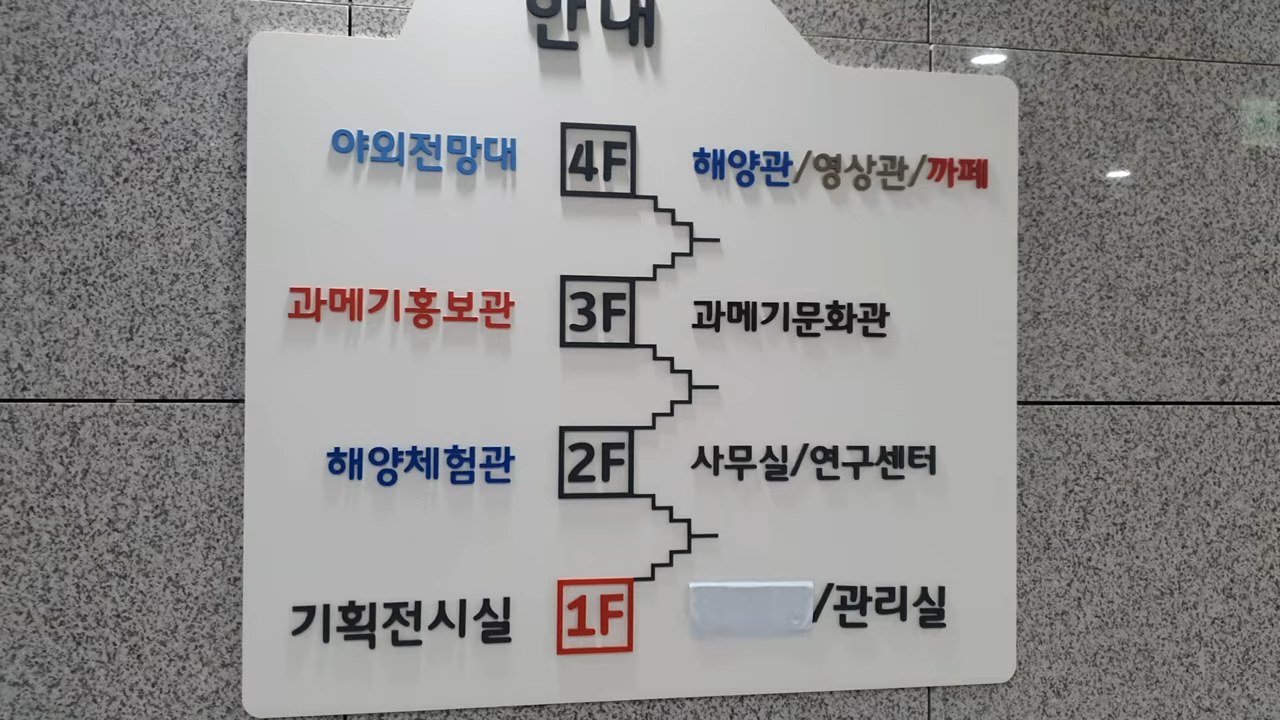 안내
야외전망대 4F 해양관/영상관/까페
과메기홍보관 3F 과메기문화관
해양체험관 2F 사무실/연구센터
기획전시실 1F /관리실